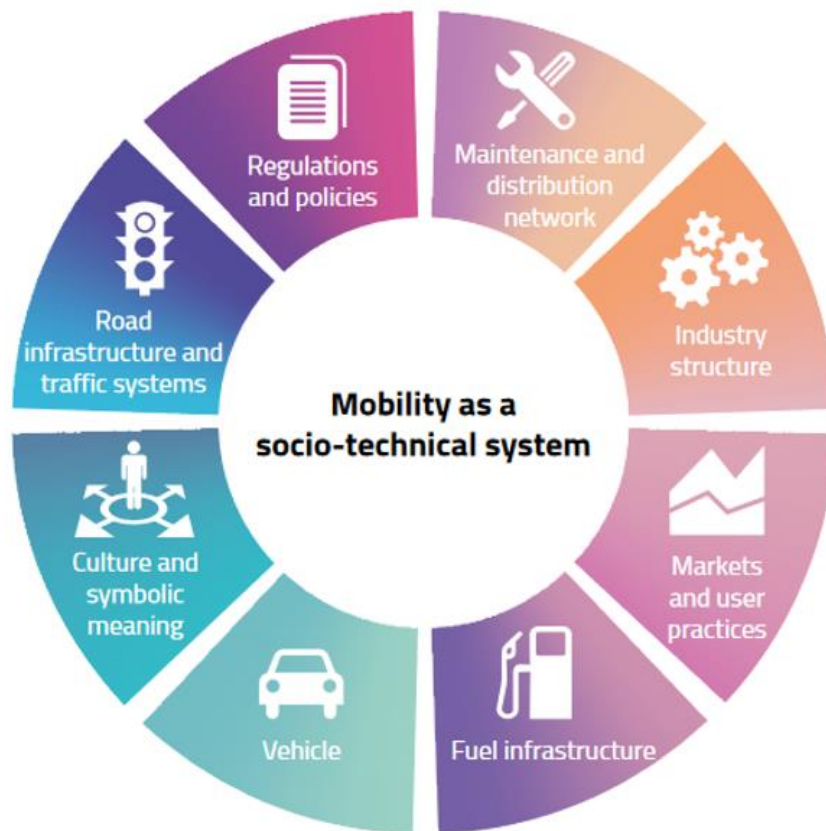 Regulations
and policies
Maintenance and
distribution
network
Industry
structure
Markets
and user
practices
Fuel infrastructure
Vehicle
Culture and
symbolic
meaning
Road
infrastructure and
traffic systems
Mobility as a
socio-technical system